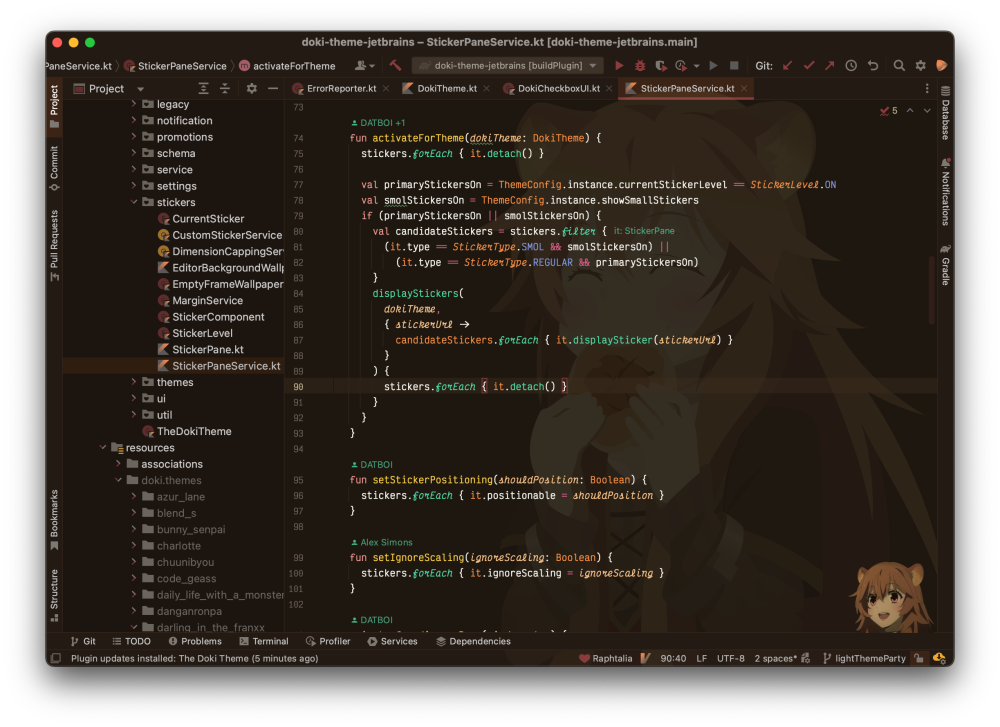 doki-theme-jetbrains – StickerPaneService.kt [doki-theme-jetbrains.main]
PaneService.kt StickerPaneService activateForTheme doki-theme-jetbrains [buildPlugin] Git:
Project
ErrorReporter.kt DokiTheme.kt DokiCheckboxUI.kt StickerPaneService.kt
Project
Commit
Pull Requests
Bookmarks
Structure
legacy
notification
promotions
schema
service
settings
stickers
CurrentSticker
CustomStickerService
DimensionCappingServ
EditorBackgroundWallp
EmptyFrameWallpaper
MarginService
StickerComponent
StickerLevel
StickerPane.kt
StickerPaneService.kt
themes
ui
util
TheDokiTheme
resources
associations
doki.themes
azur_lane
blend_s
bunny_senpai
charlotte
chuunibyou
code_geass
daily_life_with_a_monster
danganronpa
darling_in_the_franxx
5
73
DATBOI +1
74 fun activateForTheme(dokiTheme: DokiTheme) {
75 stickers.forEach { it.detach() }
76
77 val primaryStickersOn = ThemeConfig.instance.currentStickerLevel == StickerLevel.ON
78 val smolStickersOn = ThemeConfig.instance.showSmallStickers
79 if (primaryStickersOn || smolStickersOn) {
80 val candidateStickers = stickers.filter { it: StickerPane
81 (it.type == StickerType.SMOL && smolStickersOn) ||
82 (it.type == StickerType.REGULAR && primaryStickersOn)
83 }
84 displayStickers(
85 dokiTheme,
86 { stickerUrl ->
87 candidateStickers.forEach { it.displaySticker(stickerUrl) }
88 }
89 ) {
90 stickers.forEach { it.detach() }
91 }
92 }
93 }
94
DATBOI
95 fun setStickerPositioning(shouldPosition: Boolean) {
96 stickers.forEach { it.positionable = shouldPosition }
97 }
98
Alex Simons
99 fun setIgnoreScaling(ignoreScaling: Boolean) {
100 stickers.forEach { it.ignoreScaling = ignoreScaling }
101 }
102
DATBOI
Database
Notifications
Gradle
Git TODO Problems Terminal Profiler Services Dependencies
Plugin updates installed: The Doki Theme (5 minutes ago) Raphtalia 90:40 LF UTF-8 2 spaces* lightThemeParty